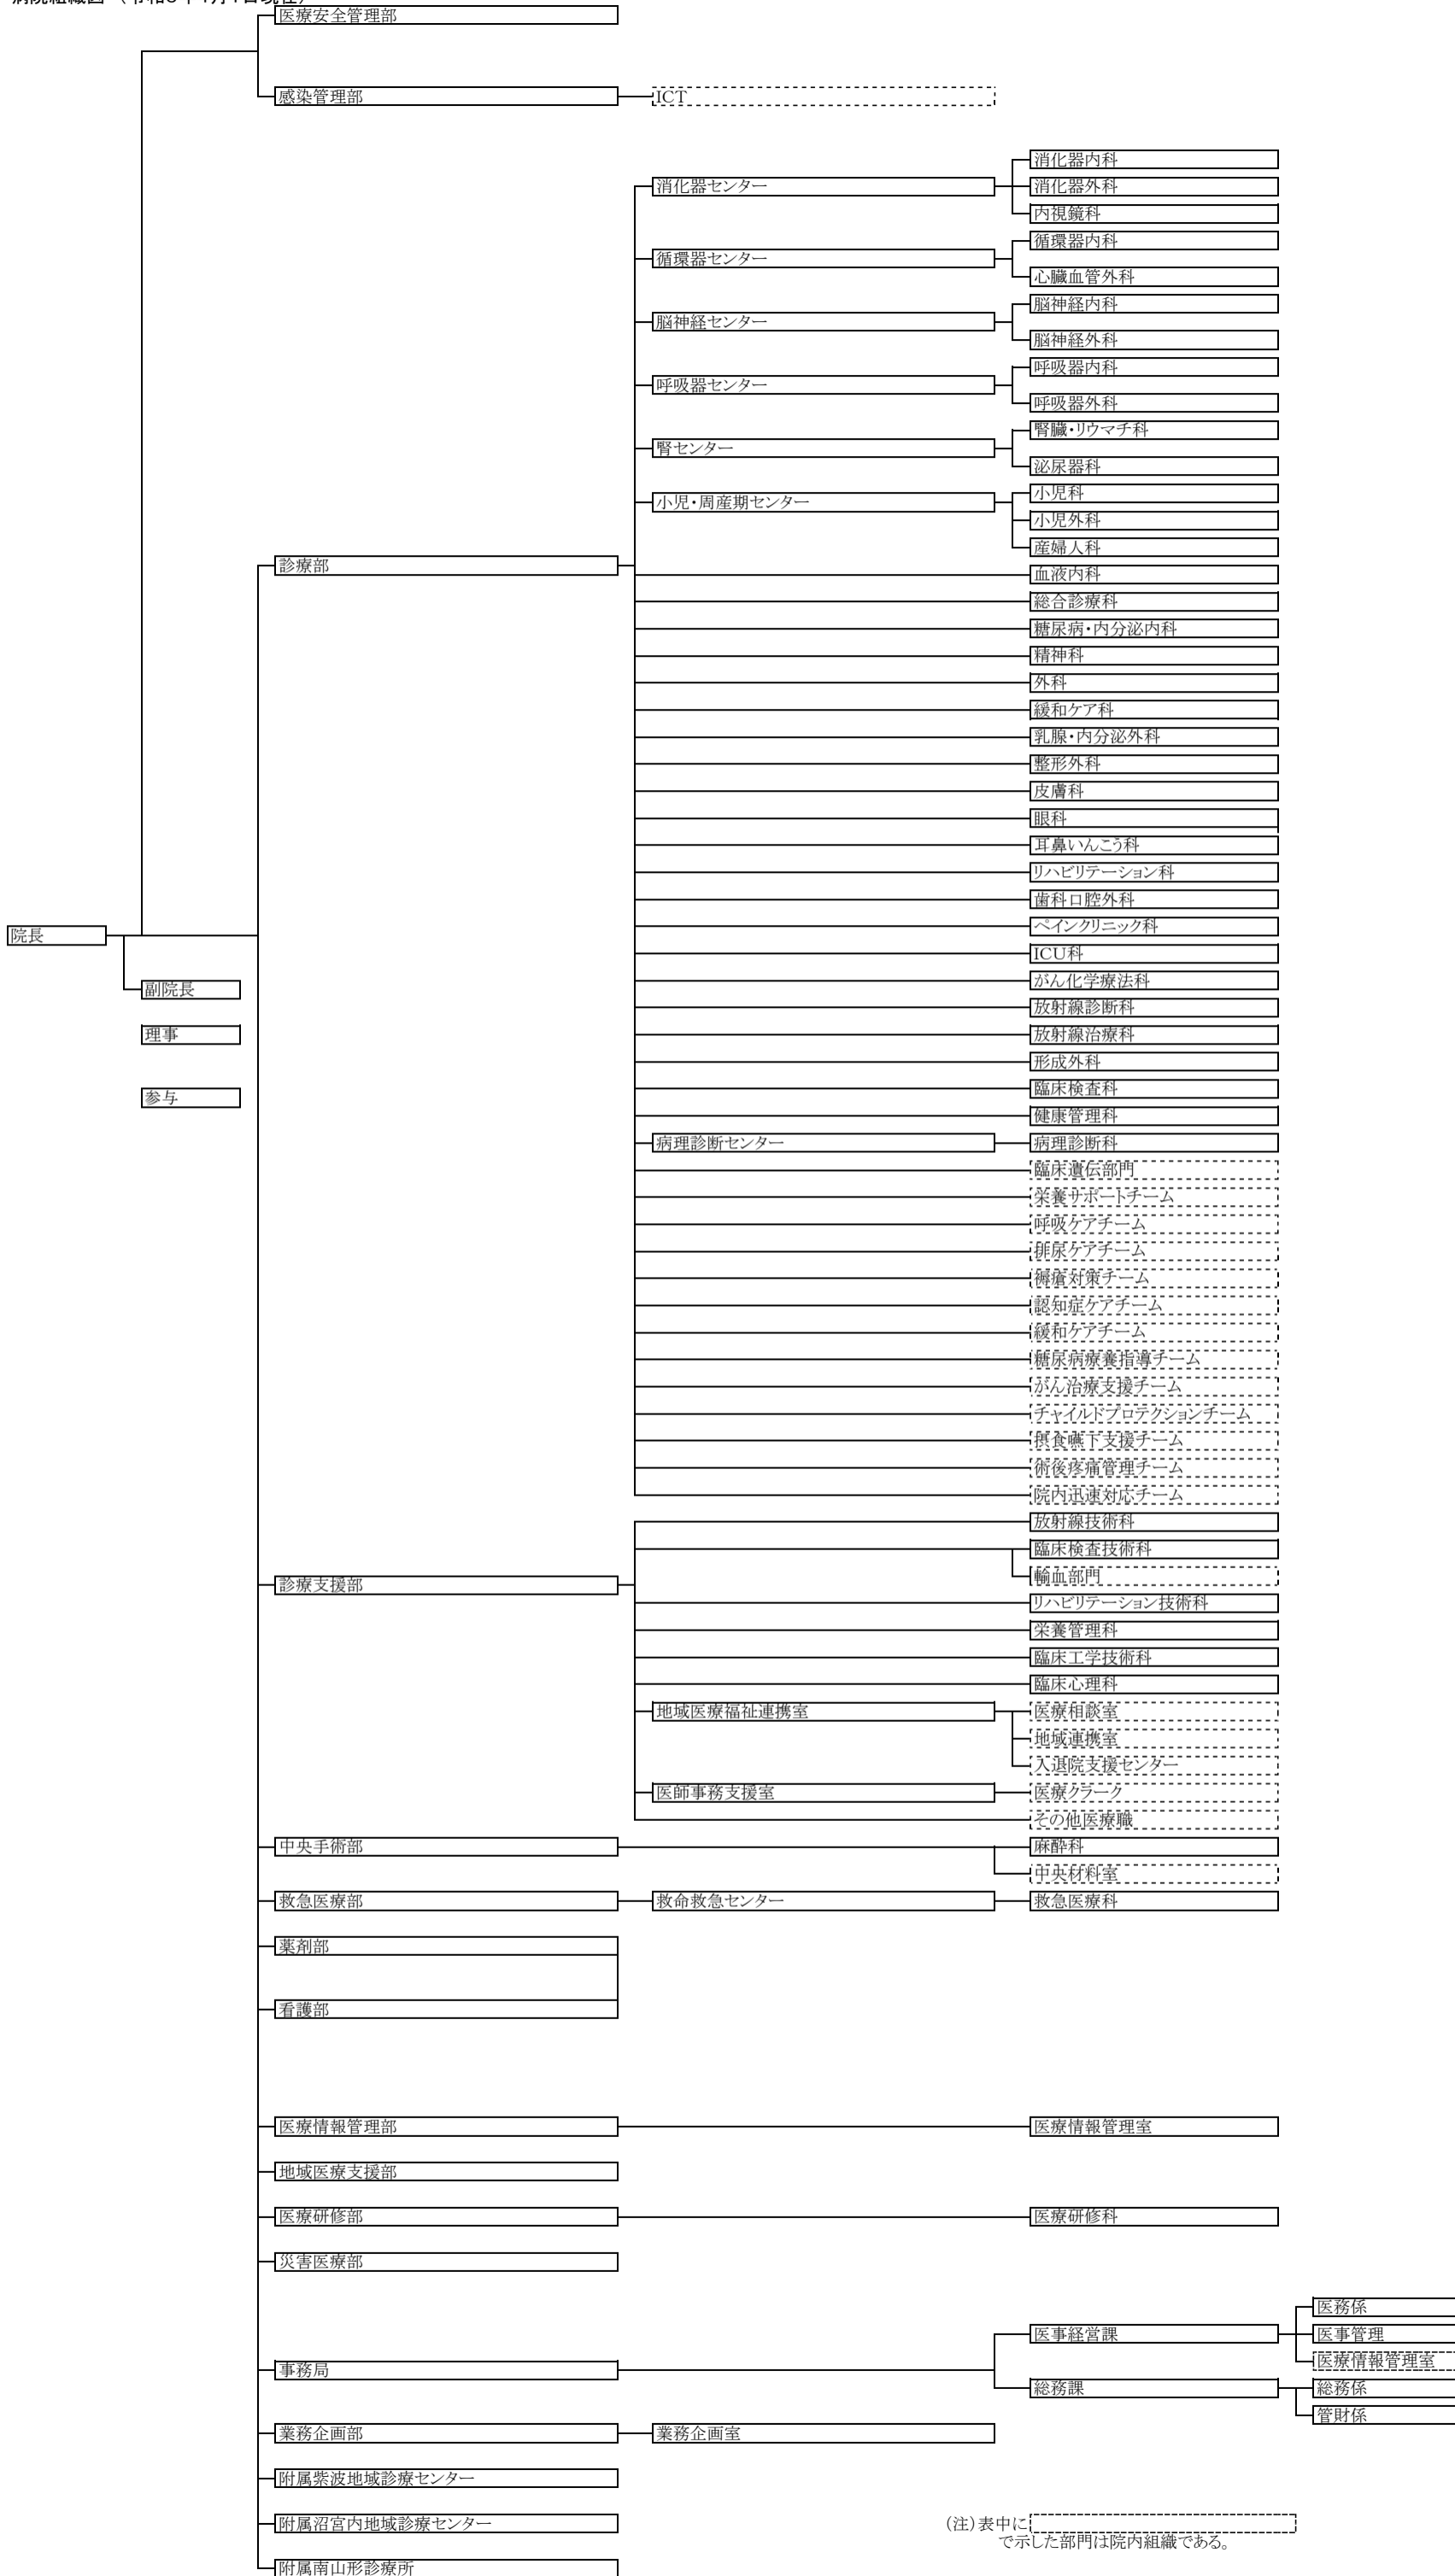 医療安全管理部
感染管理部
ICT
消化器内科
消化器センター
消化器外科
内視鏡科
循環器内科
循環器センター
心臓血管外科
脳神経内科
脳神経センター
脳神経外科
呼吸器内科
呼吸器センター
呼吸器外科
腎臓・リウマチ科
腎センター
泌尿器科
小児科
小児・周産期センター
小児外科
産婦人科
診療部
血液内科
総合診療科
糖尿病・内分泌内科
精神科
外科
緩和ケア科
乳腺・内分泌外科
整形外科
皮膚科
眼科
耳鼻いんこう科
リハビリテーション科
歯科口腔外科
ペインクリニック科
院長
ICU科
がん化学療法科
副院長
放射線診断科
理事
放射線治療科
形成外科
臨床検査科
参与
健康管理科
病理診断センター
病理診断科
臨床遺伝部門
栄養サポートチーム
呼吸ケアチーム
排尿ケアチーム
褥瘡対策チーム
認知症ケアチーム
緩和ケアチーム
糖尿病療養指導チーム
がん治療支援チーム
チャイルドプロテクションチーム
摂食嚥下支援チーム
術後疼痛管理チーム
院内迅速対応チーム
放射線技術科
臨床検査技術科
輸血部門
診療支援部
リハビリテーション技術科
栄養管理科
臨床工学技術科
臨床心理科
地域医療福祉連携室
医療相談室
地域連携室
入退院支援センター
医師事務支援室
医療クラーク
その他医療職
中央手術部
麻酔科
中央材料室
救急医療部
救命救急センター
救急医療科
薬剤部
看護部
医療情報管理部
医療情報管理室
地域医療支援部
医療研修部
医療研修科
災害医療部
医務係
医事経営課
医事管理
医療情報管理室
事務局
総務課
総務係
管財係
業務企画部
業務企画室
附属紫波地域診療センター
附属沼宮内地域診療センター
（注）表中に
で示した部門は院内組織である。
附属南山形診療所